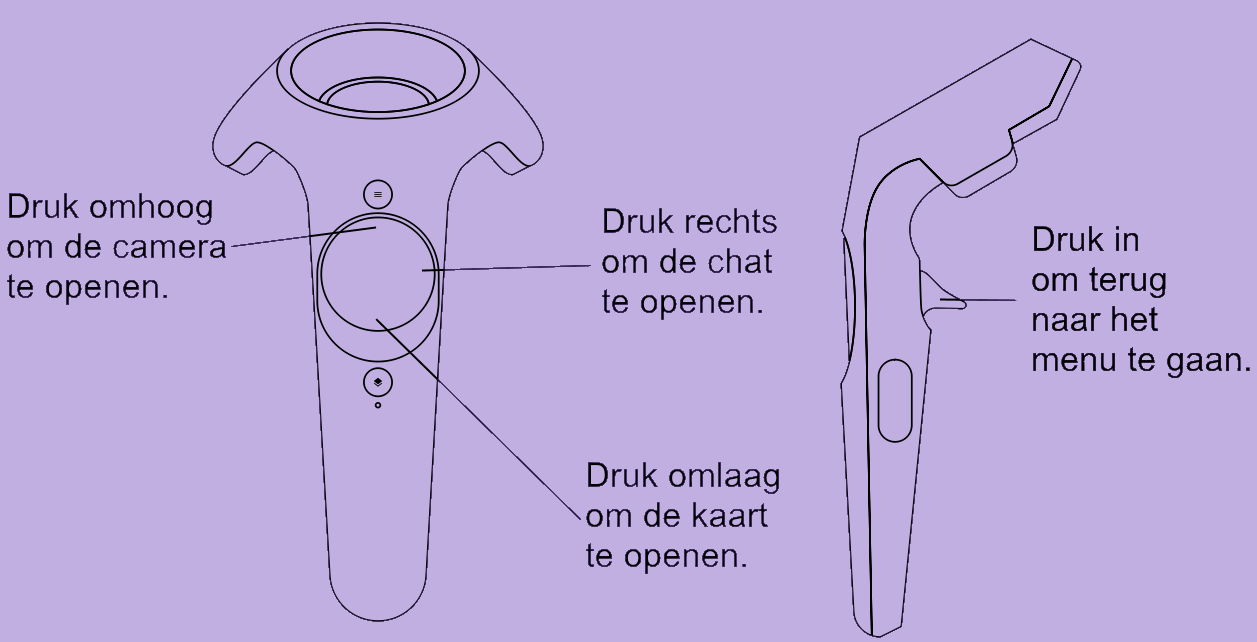 Druk omhoog
om de camera
te openen.
Druk rechts
om de chat
te openen.
Druk in
om terug
naar het
menu te gaan.
Druk omlaag
om de kaart
te openen.